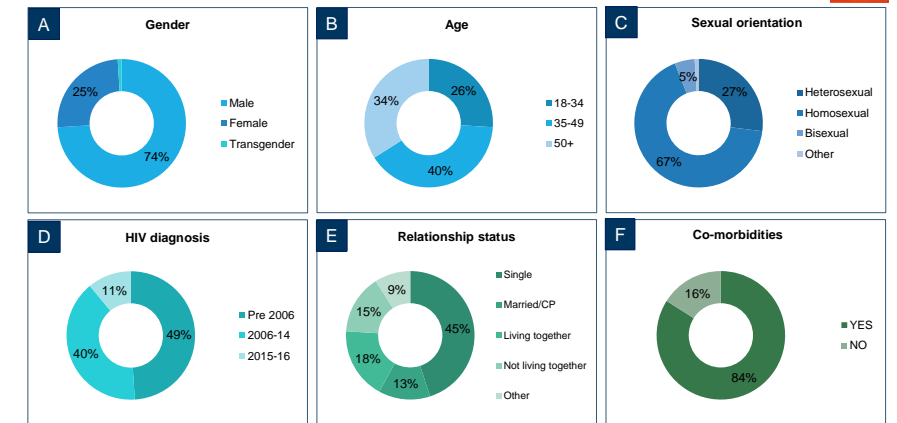 A
Gender
25%
74%
Male
Female
Transgender
B
Age
34%
26%
40%
18-34
35-49
50+
C
Sexual orientation
5%
27%
67%
Heterosexual
Homosexual
Bisexual
Other
D
HIV diagnosis
11%
49%
40%
Pre 2006
2006-14
2015-16
E
Relationship status
9%
15%
45%
18%
13%
Single
Married/CP
Living together
Not living together
Other
F
Co-morbidities
16%
84%
YES
NO